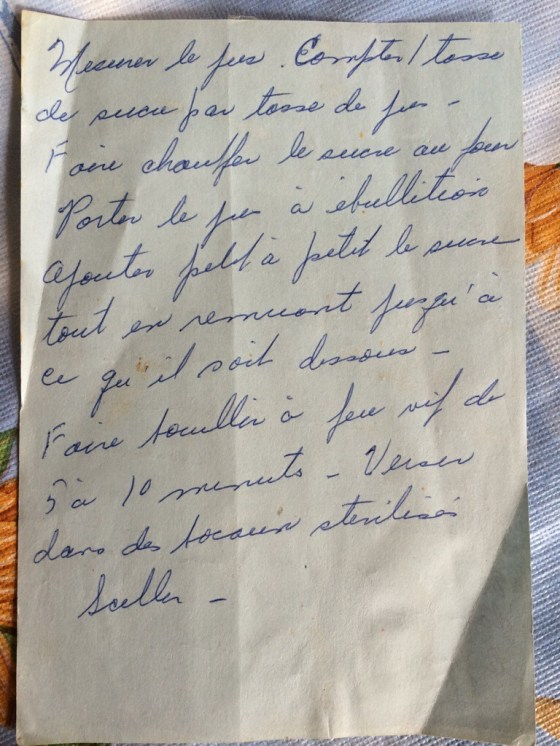 Mesurer le jus. Compter 1 tasse
de sucre par tasse de jus -
Faire chauffer le sucre au four
Porter le jus à ébullition
Ajouter petit à petit le sucre
tout en remuant jusqu'à
ce qu'il soit dissous -
Faire bouillir à feu vif de
5 à 10 minuts - Verser
dans des bocaux sterilisés
Sceller -